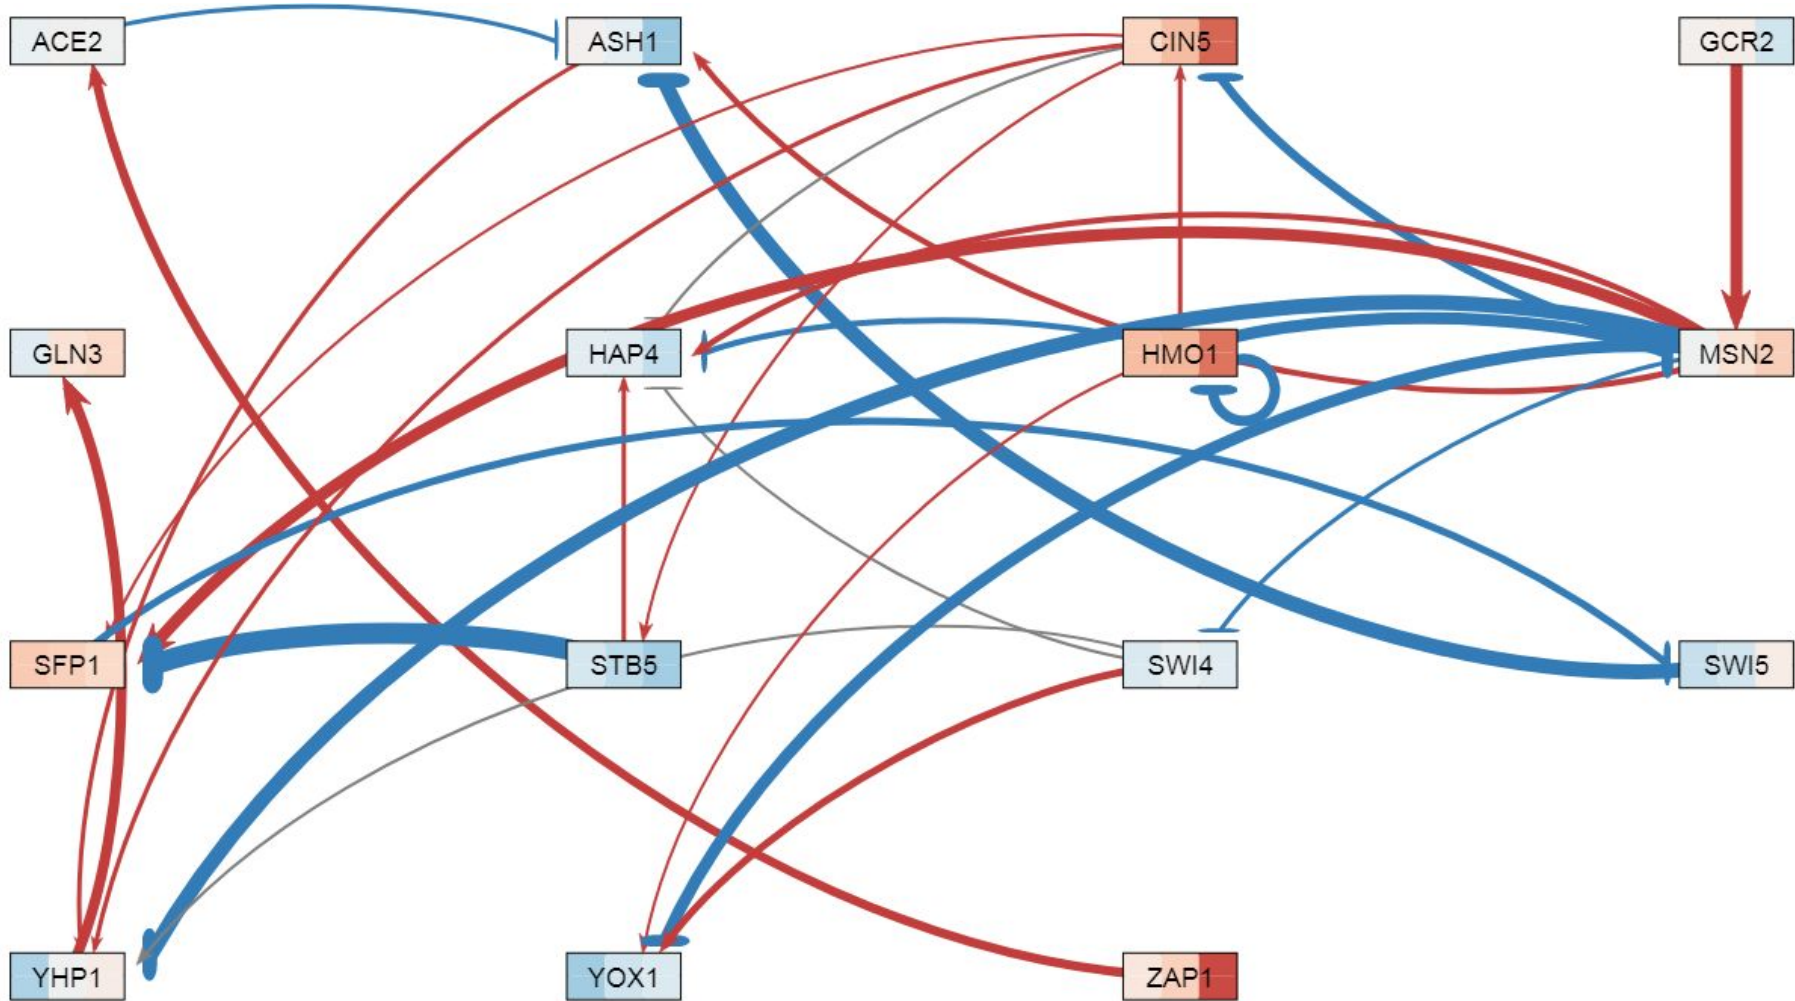 ACE2
ASH1
CIN5
GCR2
GLN3
HAP4
HMO1
MSN2
SFP1
STB5
SWI4
SWI5
YHP1
YOX1
ZAP1